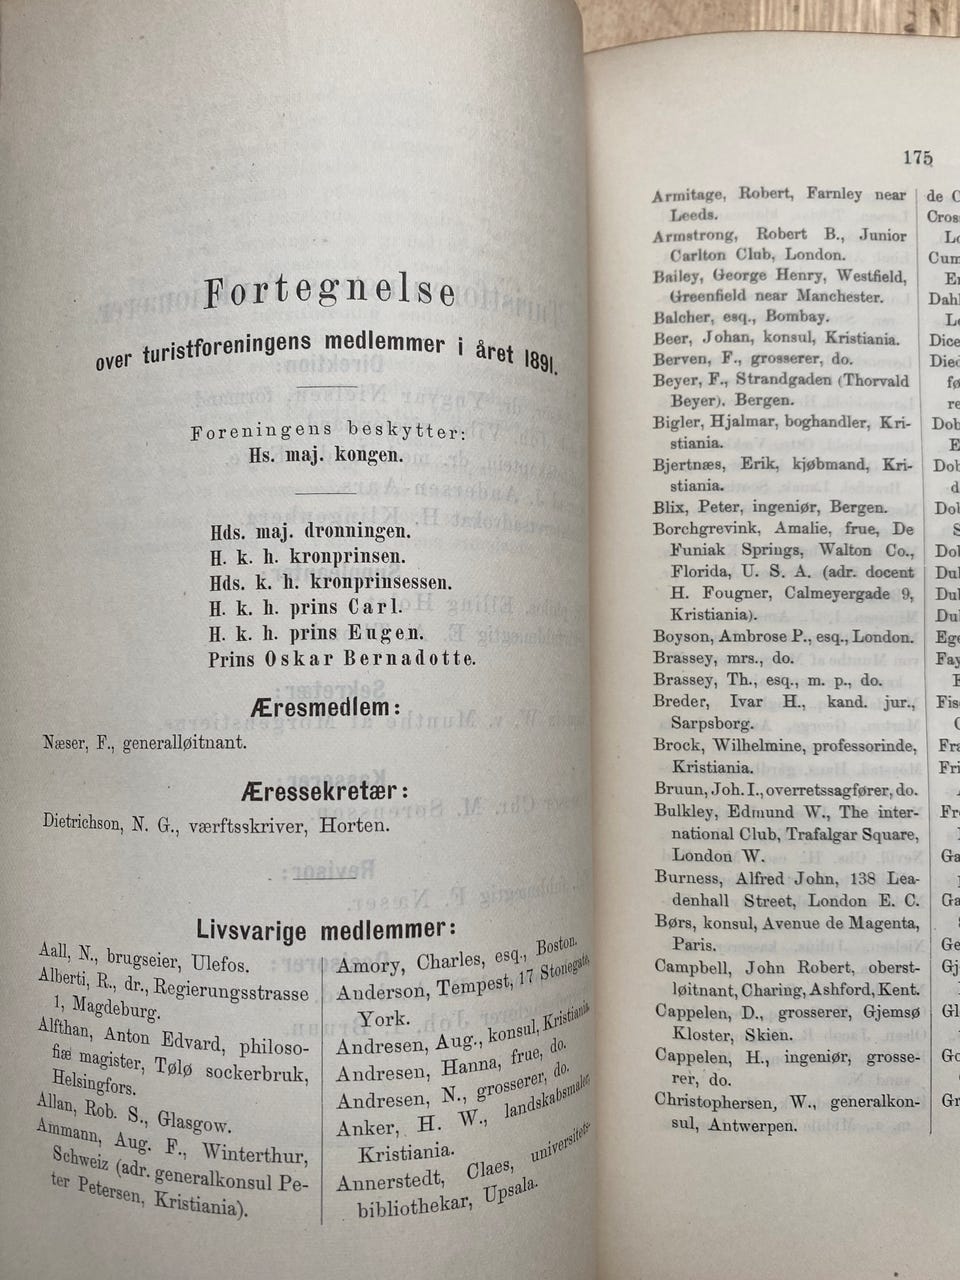 Fortegnelse
over turistforeningens medlemmer i året 1891.
Foreningens beskytter:
Hs. maj. kongen.
Hds. maj. dronningen.
H. k. h. kronprinsen.
Hds. k. h. kronprinsessen.
H. k. h. prins Carl.
H. k. h. prins Eugen.
Prins Oskar Bernadotte.
Æresmedlem:
Næser, F., generalløitnant.
Æressekretær:
Dietrichson, N. G., værftsskriver, Horten.
Livsvarige medlemmer:
Aall, N., brugseier, Ulefos.
Alberti, R., dr., Regierungsstrasse
1, Magdeburg.
Alfthan, Anton Edvard, philoso-
fiæ magister, Tølø sockerbruk,
Helsingfors.
Allan, Rob. S., Glasgow.
Ammann, Aug. F., Winterthur,
Schweiz (adr. generalkonsul Pe-
ter Petersen, Kristiania).
Amory, Charles, esq., Boston.
Anderson, Tempest, 17 Stonegate,
York.
Andresen, Aug., konsul, Kristiania.
Andresen, Hanna, frue, do.
Andresen, N., grosserer, do.
Anker, H. W., landskabsmaler,
Kristiania.
Annerstedt, Claes, universitets-
bibliothekar, Upsala.
175
Armitage, Robert, Farnley near
Leeds.
Armstrong, Robert B., Junior
Carlton Club, London.
Bailey, George Henry, Westfield,
Greenfield near Manchester.
Balcher, esq., Bombay.
Beer, Johan, konsul, Kristiania.
Berven, F., grosserer, do.
Beyer, F., Strandgaden (Thorvald
Beyer). Bergen.
Bigler, Hjalmar, boghandler, Kri-
stiania.
Bjertnæs, Erik, kjøbmand, Kri-
stiania.
Blix, Peter, ingeniør, Bergen.
Borchgrevink, Amalie, frue, De
Funiak Springs, Walton Co.,
Florida, U. S. A. (adr. docent
H. Fougner, Calmeyergade 9,
Kristiania).
Boyson, Ambrose P., esq., London.
Brassey, mrs., do.
Brassey, Th., esq., m. p., do.
Breder, Ivar H., kand. jur.,
Sarpsborg.
Brock, Wilhelmine, professorinde,
Kristiania.
Bruun, Joh. I., overretssagfører, do.
Bulkley, Edmund W., The inter-
national Club, Trafalgar Square,
London W.
Burness, Alfred John, 138 Lea-
denhall Street, London E. C.
Børs, konsul, Avenue de Magenta,
Paris.
Campbell, John Robert, oberst-
løitnant, Charing, Ashford, Kent.
Cappelen, D., grosserer, Gjemsø
Kloster, Skien.
Cappelen, H., ingeniør, grosse-
rer, do.
Christophersen, W., generalkon-
sul, Antwerpen.